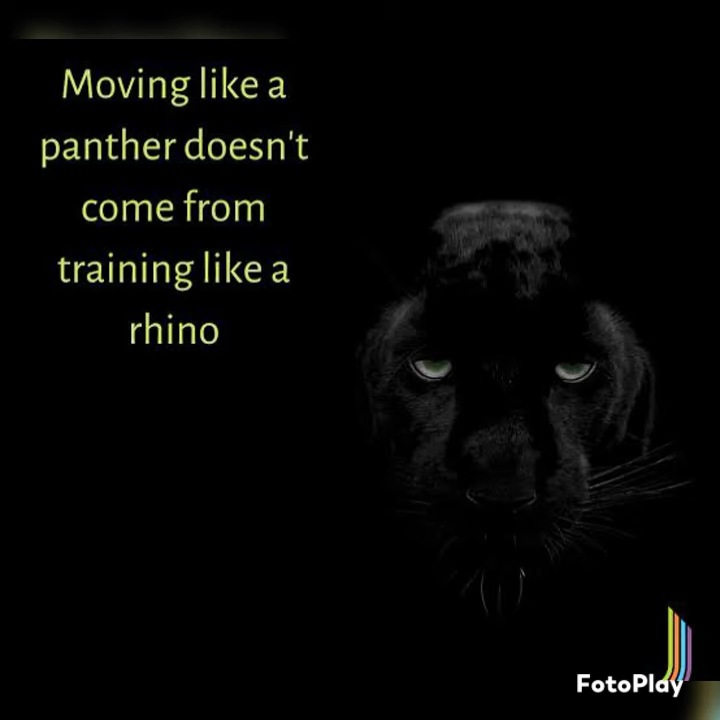 Moving like a
panther doesn't
come from
training like a
rhino
FotoPlay